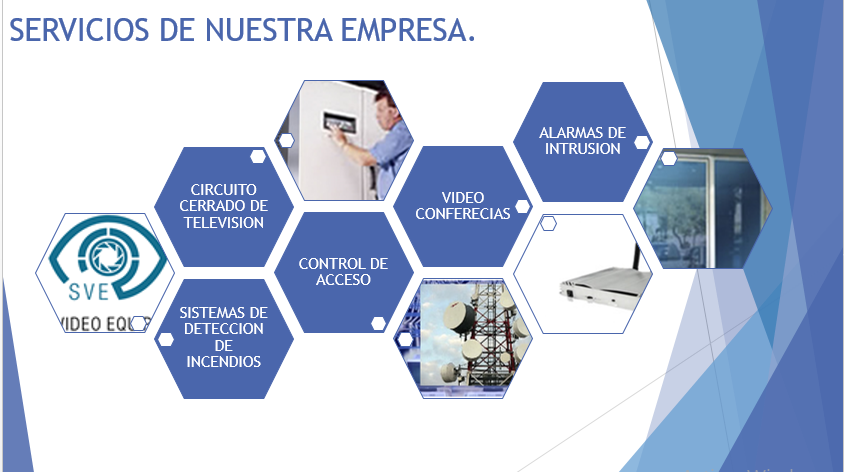 SERVICIOS DE NUESTRA EMPRESA.
ALARMAS DE
INTRUSION
CIRCUITO
CERRADO DE
TELEVISION
VIDEO
CONFERECIAS
CONTROL DE
ACCESO
SVE
VIDEO
SISTEMAS DE
DETECCION
DE
INCENDIOS